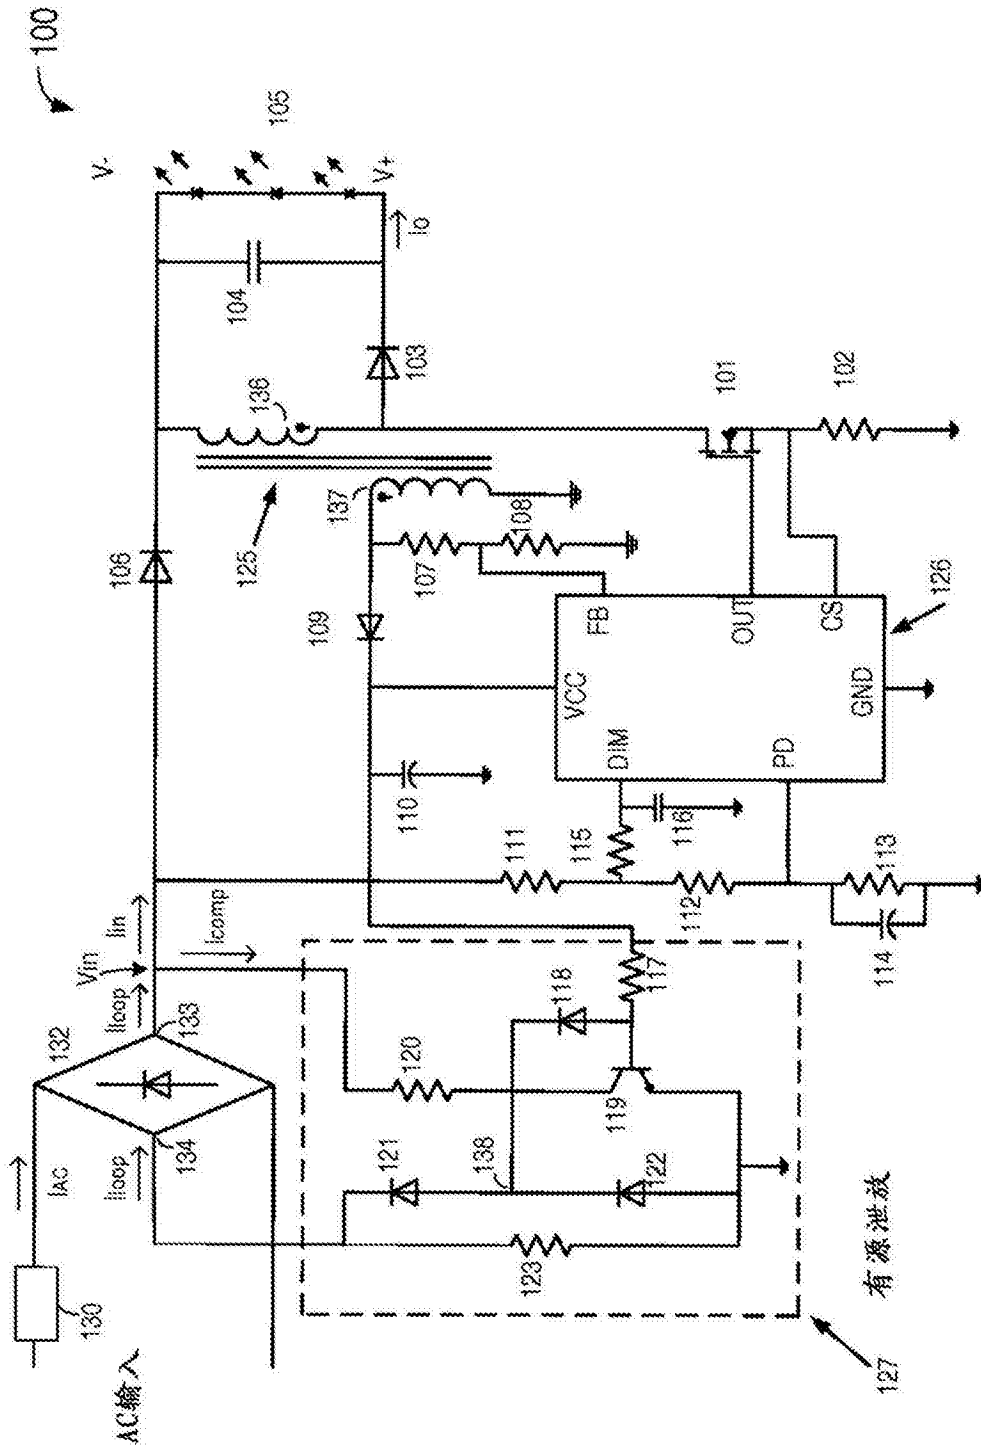 100
AC输入
130
IAC
132
133
134
Iloop
Iloop
Vin
Iin
Icomp
106
125
136
137
104
105
V-
V+
Io
103
101
102
107
108
109
110
126
VCC
FB
OUT
CS
GND
DIM
PD
111
115
116
112
113
114
117
118
119
120
121
138
122
123
127
有源泄放